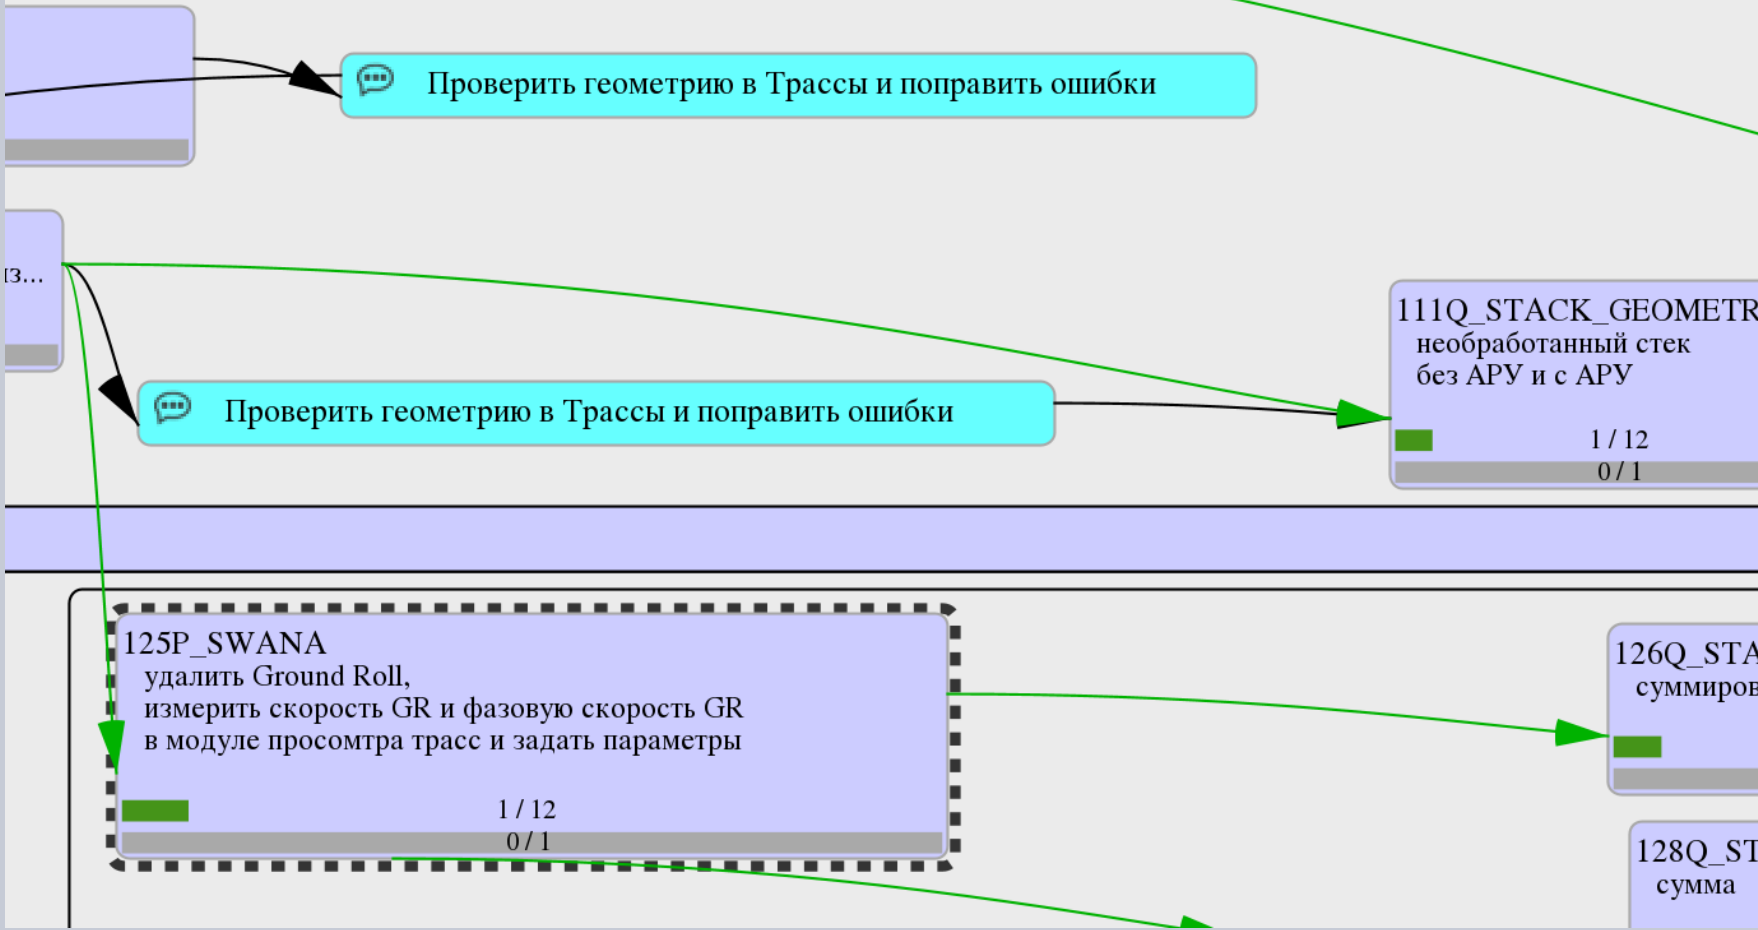 Проверить геометрию в Трассы и поправить ошибки
Проверить геометрию в Трассы и поправить ошибки
111Q_STACK_GEOMETR
необработанный стек
без АРУ и с АРУ
1 / 12
0 / 1
125P_SWANA
удалить Ground Roll,
измерить скорость GR и фазовую скорость GR
в модуле просомтра трасс и задать параметры
1 / 12
0 / 1
126Q_STA
суммиров
128Q_ST
сумма